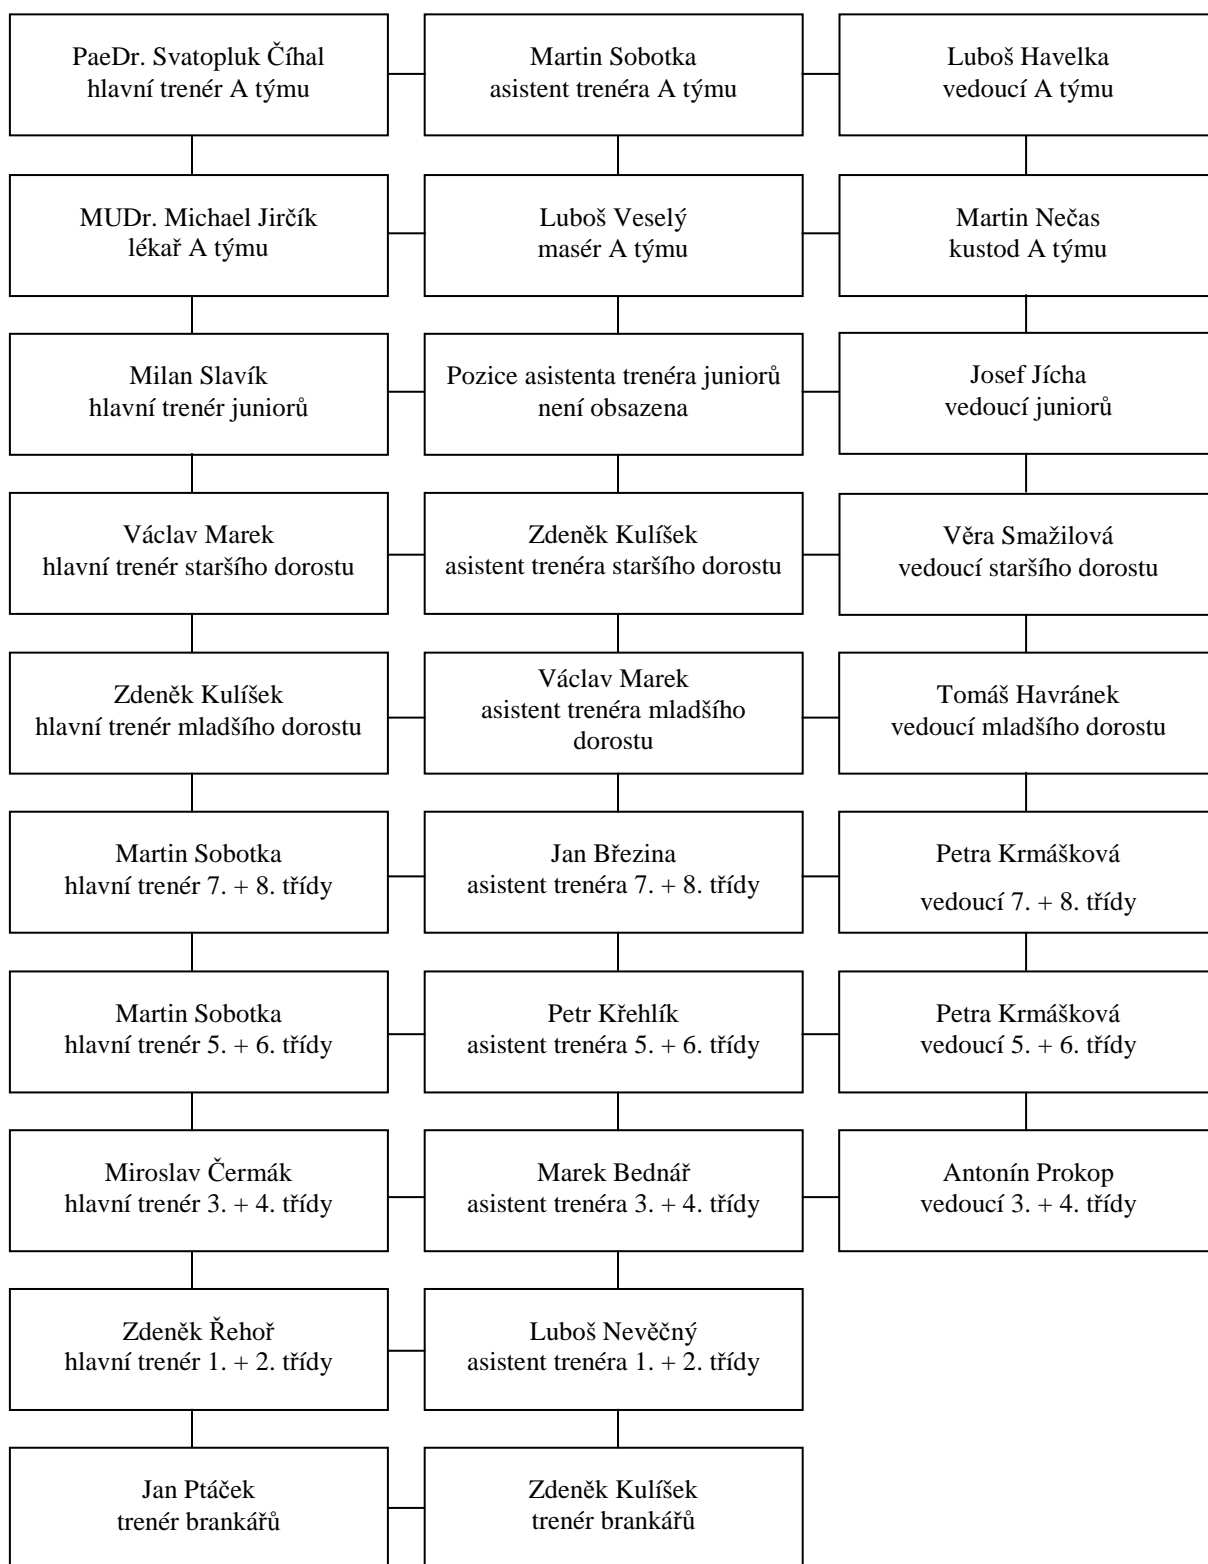 PaeDr. Svatopluk Číhal
hlavní trenér A týmu
Martin Sobotka
asistent trenéra A týmu
Luboš Havelka
vedoucí A týmu
MUDr. Michael Jirčík
lékař A týmu
Luboš Veselý
masér A týmu
Martin Nečas
kustod A týmu
Milan Slavík
hlavní trenér juniorů
Pozice asistenta trenéra juniorů
není obsazena
Josef Jícha
vedoucí juniorů
Václav Marek
hlavní trenér staršího dorostu
Zdeněk Kulíšek
asistent trenéra staršího dorostu
Věra Smažilová
vedoucí staršího dorostu
Zdeněk Kulíšek
hlavní trenér mladšího dorostu
Václav Marek
asistent trenéra mladšího
dorostu
Tomáš Havránek
vedoucí mladšího dorostu
Martin Sobotka
hlavní trenér 7. + 8. třídy
Jan Březina
asistent trenéra 7. + 8. třídy
Petra Krmášková
vedoucí 7. + 8. třídy
Martin Sobotka
hlavní trenér 5. + 6. třídy
Petr Křehlík
asistent trenéra 5. + 6. třídy
Petra Krmášková
vedoucí 5. + 6. třídy
Miroslav Čermák
hlavní trenér 3. + 4. třídy
Marek Bednář
asistent trenéra 3. + 4. třídy
Antonín Prokop
vedoucí 3. + 4. třídy
Zdeněk Řehoř
hlavní trenér 1. + 2. třídy
Luboš Nevěčný
asistent trenéra 1. + 2. třídy
Jan Ptáček
trenér brankářů
Zdeněk Kulíšek
trenér brankářů